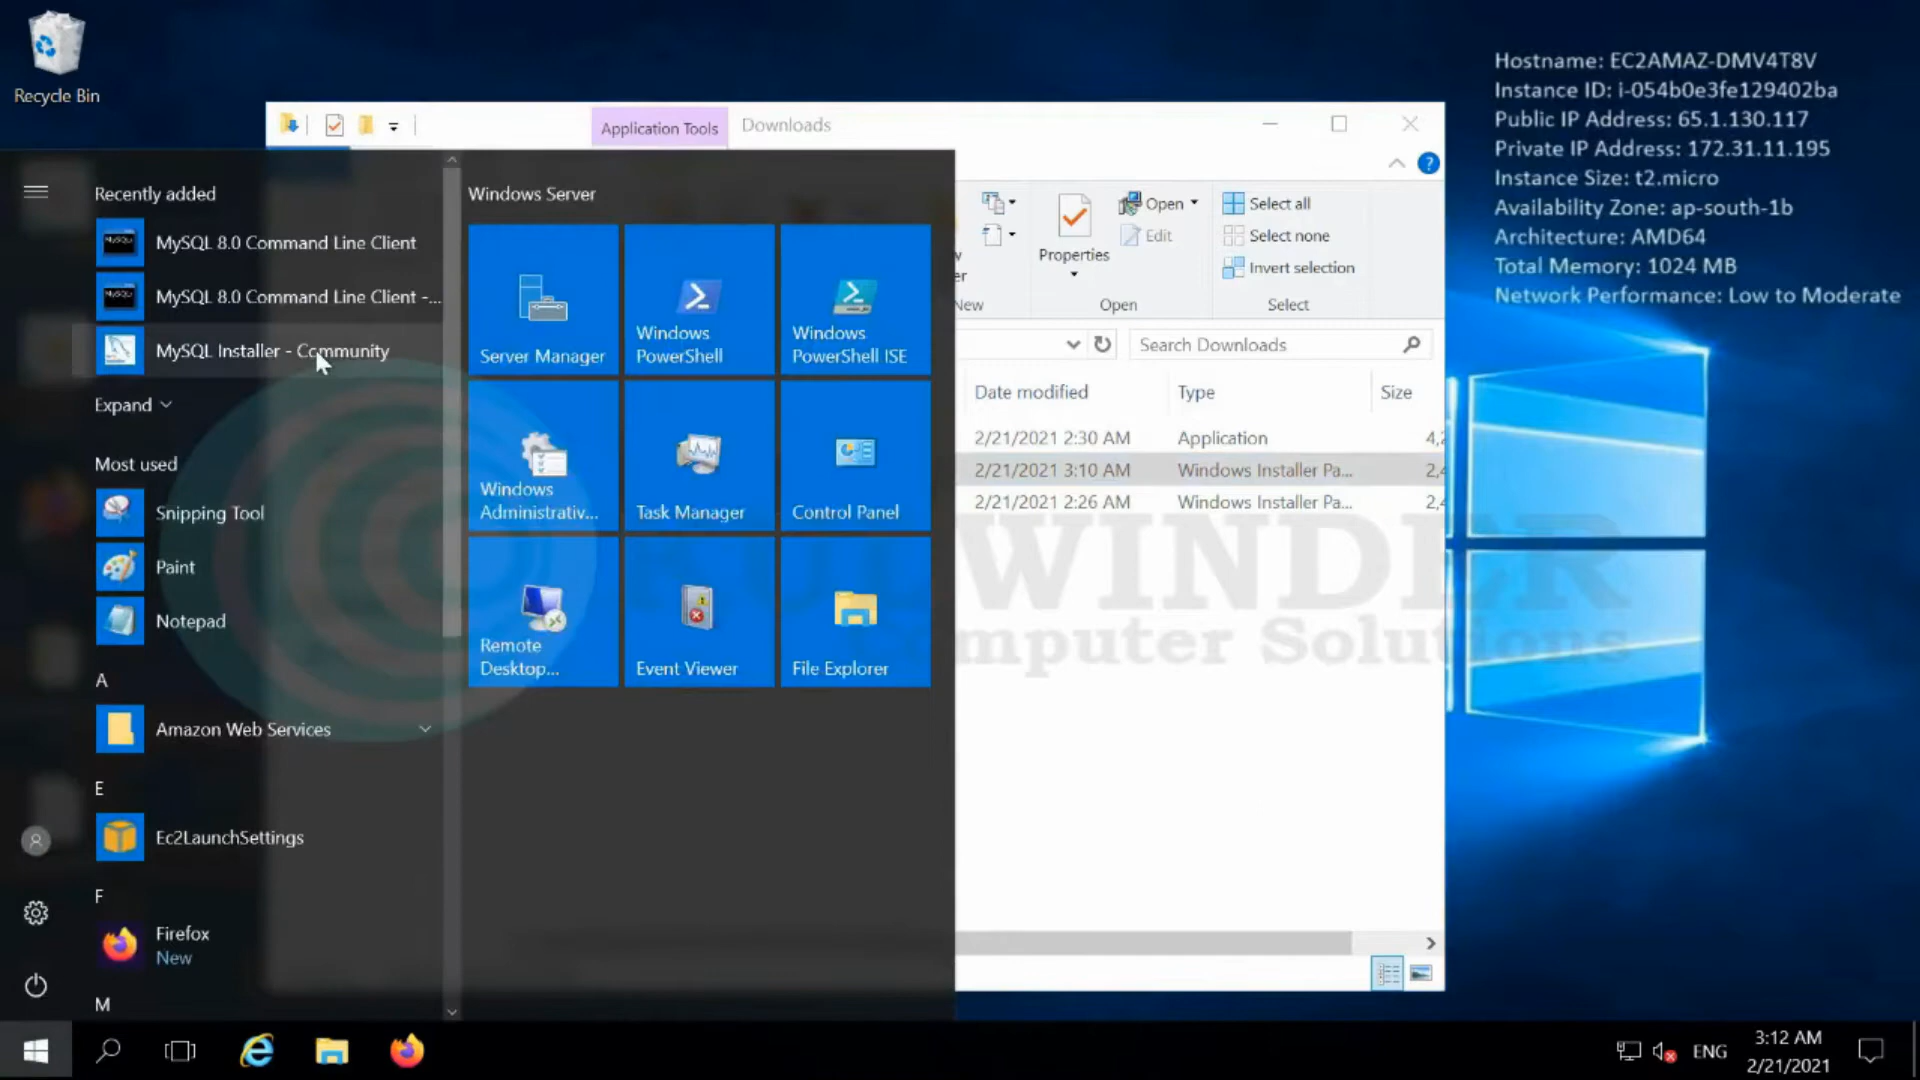 Recycle Bin
Hostname: EC2AMAZ-DMV4T8V
Instance ID: i-054b0e3fe129402ba
Public IP Address: 65.1.130.117
Private IP Address: 172.31.11.195
Instance Size: t2.micro
Availability Zone: ap-south-1b
Architecture: AMD64
Total Memory: 1024 MB
Network Performance: Low to Moderate
Application Tools
Downloads
Open
Select all
Edit
Select none
Properties
Invert selection
New
Open
Select
Search Downloads
Date modified
Type
Size
2/21/2021 2:30 AM
Application
2/21/2021 3:10 AM
Windows Installer Pa...
2/21/2021 2:26 AM
Windows Installer Pa...
WINDER
Computer Solutions
Recently added
MySQL 8.0 Command Line Client
MySQL 8.0 Command Line Client -...
MySQL Installer - Community
Expand
Most used
Snipping Tool
Paint
Notepad
A
Amazon Web Services
E
Ec2LaunchSettings
F
Firefox
New
M
Windows Server
Server Manager
Windows PowerShell
Windows PowerShell ISE
Windows Administrativ...
Task Manager
Control Panel
Remote Desktop...
Event Viewer
File Explorer
ENG
3:12 AM
2/21/2021